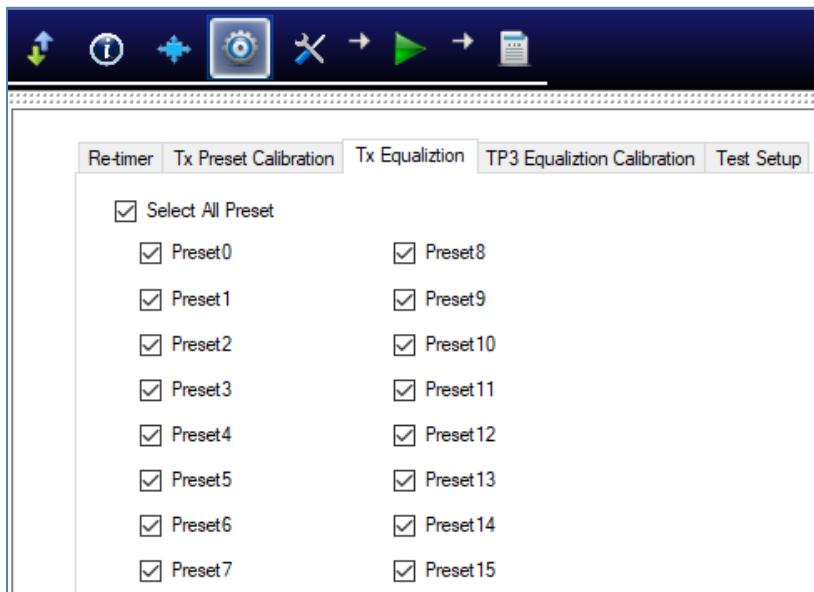 Re-timer Tx Preset Calibration Tx Equaliztion TP3 Equaliztion Calibration Test Setup
Select All Preset
Preset0 Preset8
Preset1 Preset9
Preset2 Preset10
Preset3 Preset11
Preset4 Preset12
Preset5 Preset13
Preset6 Preset14
Preset7 Preset15